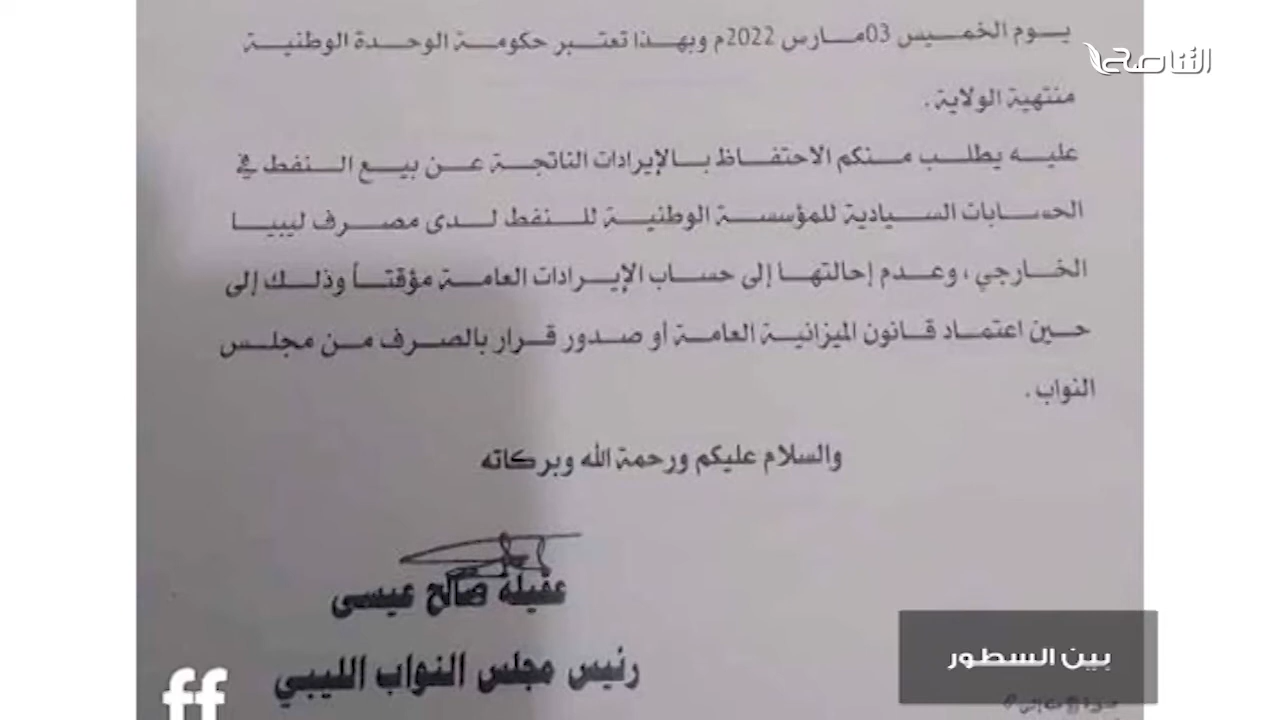 يوم الخميس 03 مارس 2022م وبهذا تعتبر حكومة الوحدة الوطنية
منتهية الولاية .
عليه يطلب منكم الاحتفاظ بالإيرادات الناتجة عن بيع النفط في
الحسابات السيادية للمؤسسة الوطنية للنفط لدى مصرف ليبيا
الخارجي ، وعدم إحالتها إلى حساب الإيرادات العامة مؤقتاً وذلك إلى
حين اعتماد قانون الميزانية العامة أو صدور قرار بالصرف من مجلس
النواب .
والسلام عليكم ورحمة الله وبركاته
عقيلة صالح عيسى
رئيس مجلس النواب الليبي
التناصح
بين السطور
ff